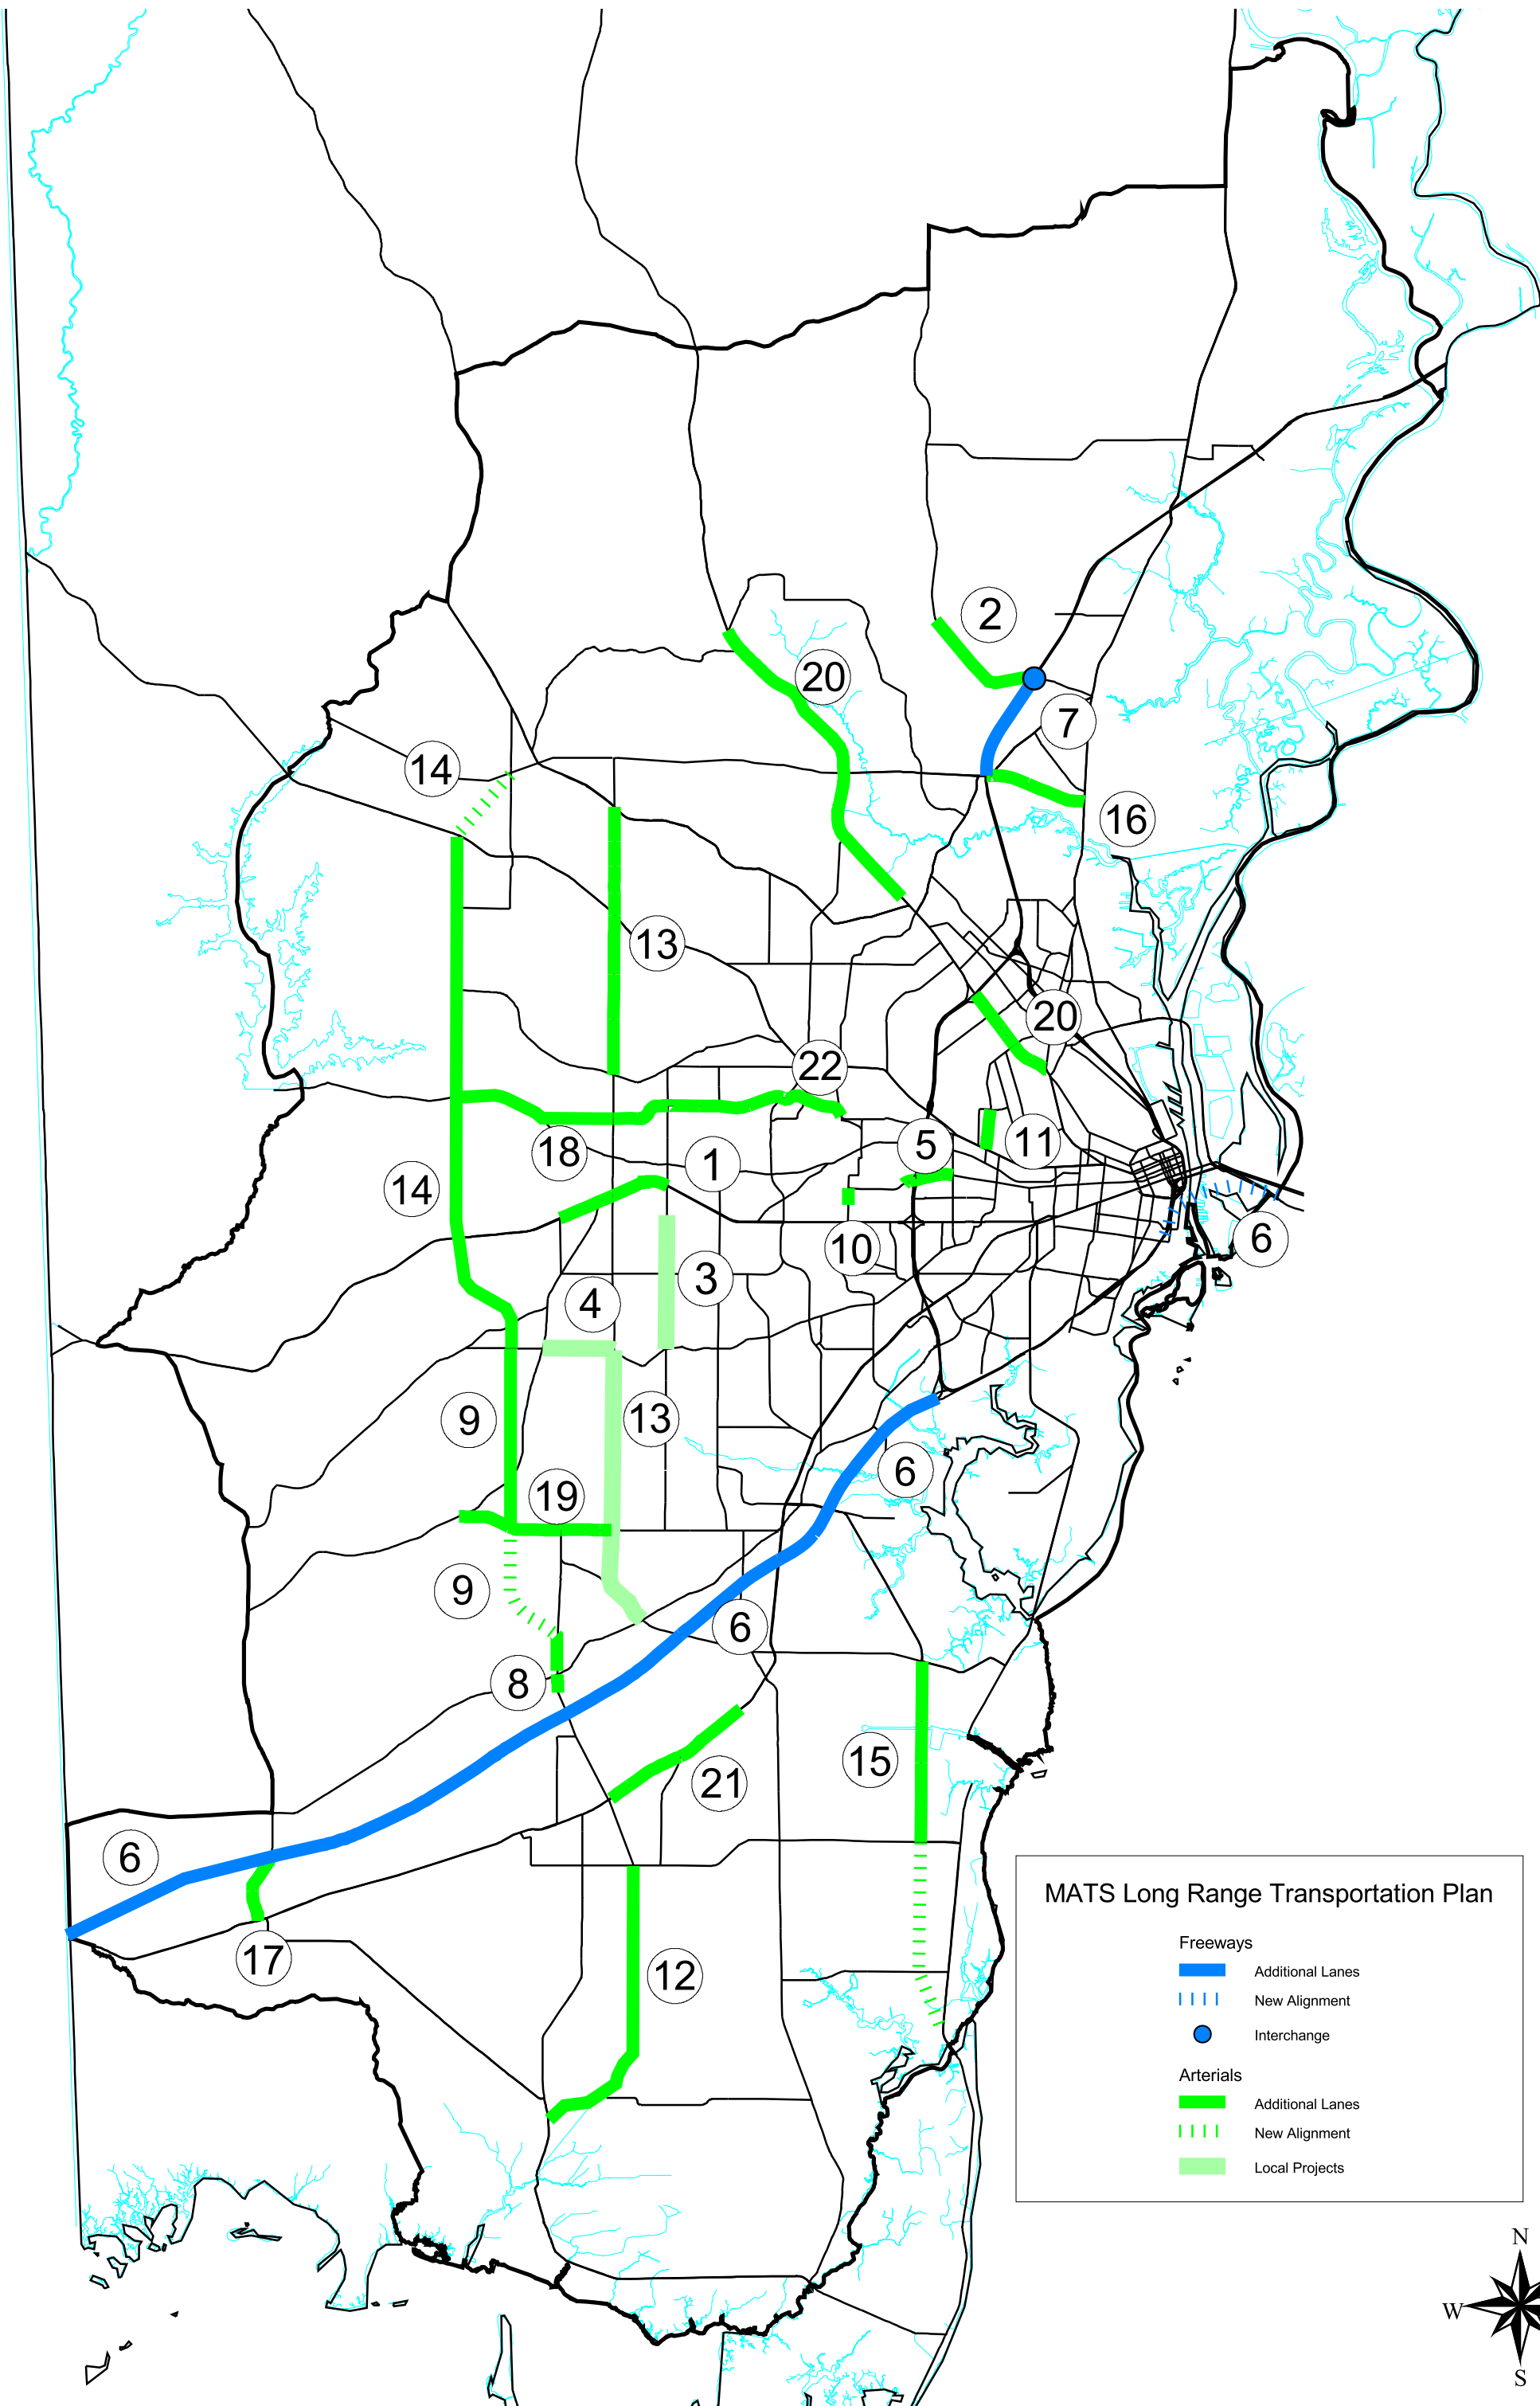 2
20
7
14
16
13
20
22
5
11
18
1
14
10
6
3
4
9
13
6
19
9
6
8
15
21
6
17
12
MATS Long Range Transportation Plan
Freeways
Additional Lanes
New Alignment
Interchange
Arterials
Additional Lanes
New Alignment
Local Projects
N
W
S